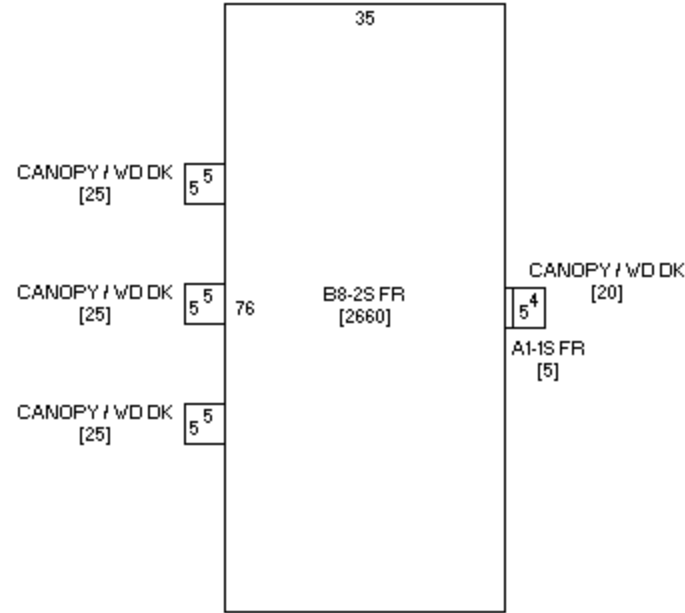 35
CANOPY / WD DK
[25]
5
5
CANOPY / WD DK
[20]
CANOPY / WD DK
[25]
5
5
76
B8-2S FR
[2660]
5
4
A1-1S FR
[5]
CANOPY / WD DK
[25]
5
5